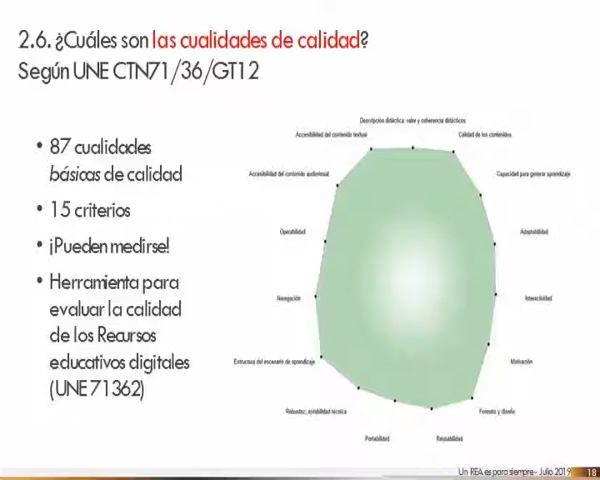 2.6. ¿Cuáles son las cualidades de calidad?
Según UNE CTN71/36/GT12
• 87 cualidades
básicas de calidad
• 15 criterios
• ¡Pueden medirse!
• Herramienta para
evaluar la calidad
de los Recursos
educativos digitales
(UNE 71362)
Descripción didáctica: valor y coherencia didácticos
Accesibilidad del contenido textual
Calidad de los contenidos
Accesibilidad del contenido audiovisual
Capacidad para generar aprendizaje
Operabilidad
Adaptabilidad
Navegación
Interactividad
Estructura del escenario de aprendizaje
Motivación
Robustez, estabilidad técnica
Formato y diseño
Portabilidad
Reusabilidad
Un REA es para siempre- Julio 2019
18